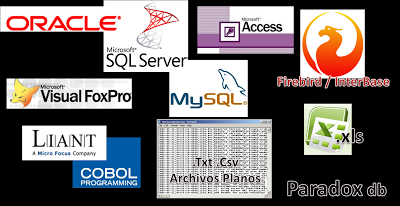 ORACLE
Microsoft
SQL Server
Microsoft
Access
Firebird / InterBase
Microsoft
Visual FoxPro
MySQL
.xls
LIANT
A Micro Focus Company
COBOL
PROGRAMMING
.Txt .Csv
Archivos Planos
Paradox db